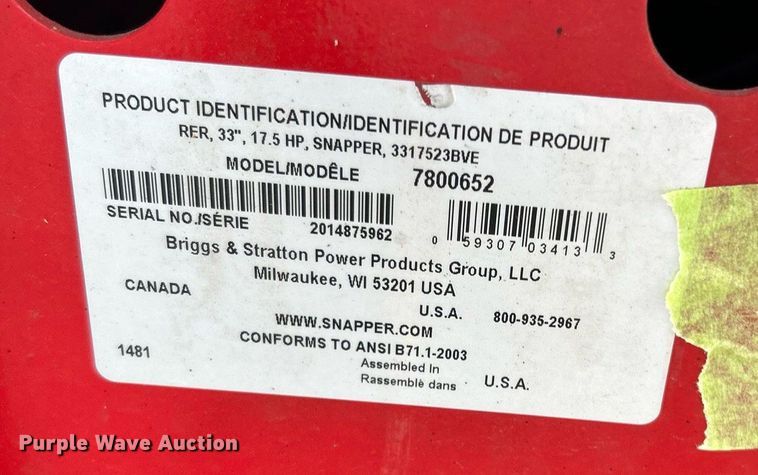 PRODUCT IDENTIFICATION/IDENTIFICATION DE PRODUIT
RER, 33", 17.5 HP, SNAPPER, 3317523BVE
MODEL/MODÊLE 7800652
SERIAL NO./SÉRIE 2014875962
0 59307 03413 3
Briggs & Stratton Power Products Group, LLC
Milwaukee, WI 53201 USA
CANADA U.S.A. 800-935-2967
WWW.SNAPPER.COM
CONFORMS TO ANSI B71.1-2003
1481
Assembled In
Rassemblè dans U.S.A.
Purple Wave Auction